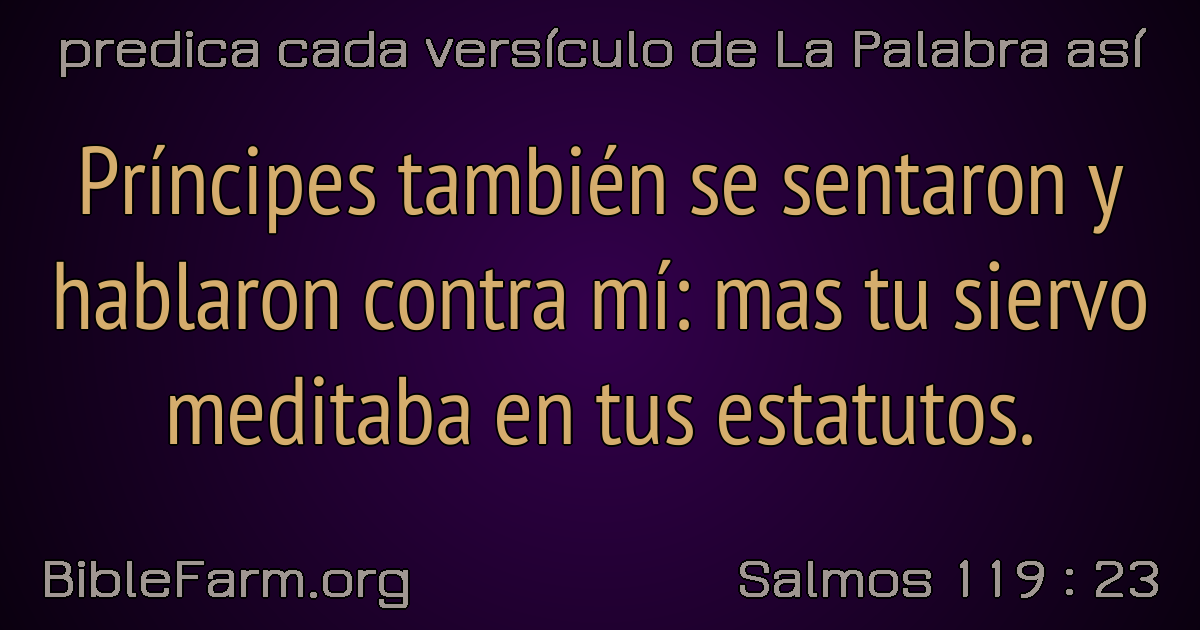 predica cada versículo de La Palabra así
Príncipes también se sentaron y
hablaron contra mí: mas tu siervo
meditaba en tus estatutos.
BibleFarm.org
Salmos 119 : 23